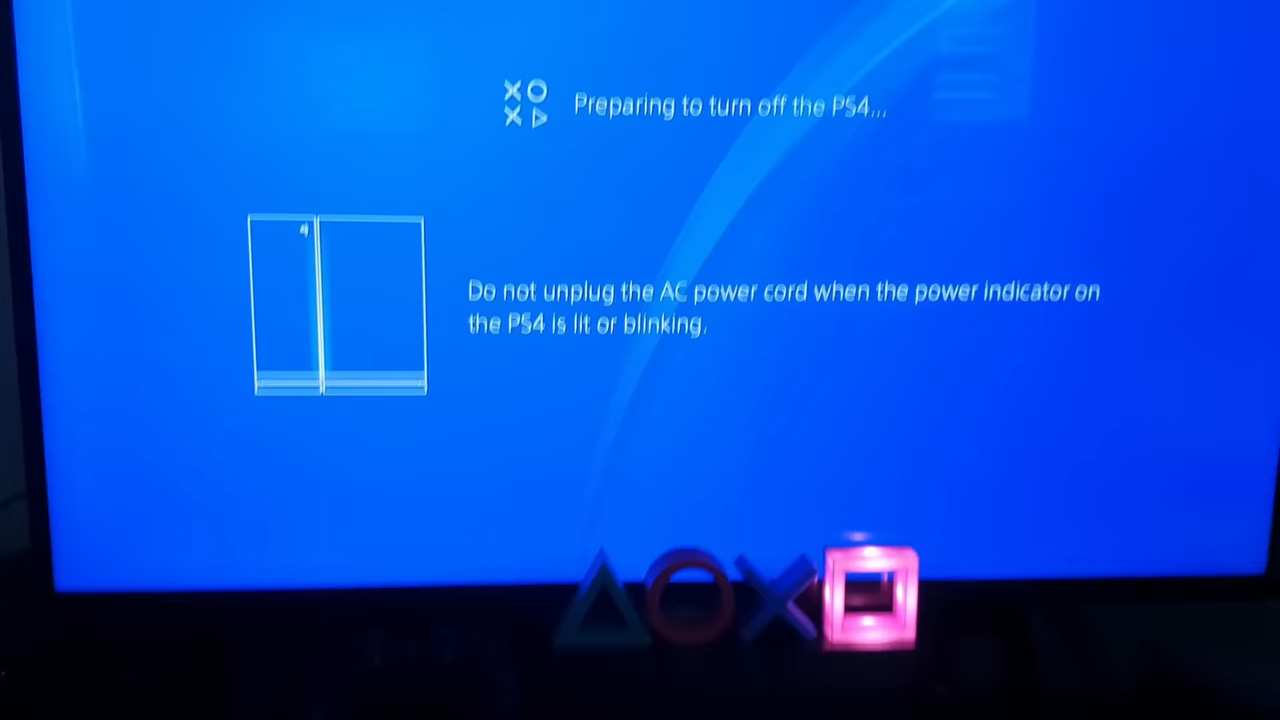 Preparing to turn off the PS4...
Do not unplug the AC power cord when the power indicator on
the PS4 is lit or blinking.